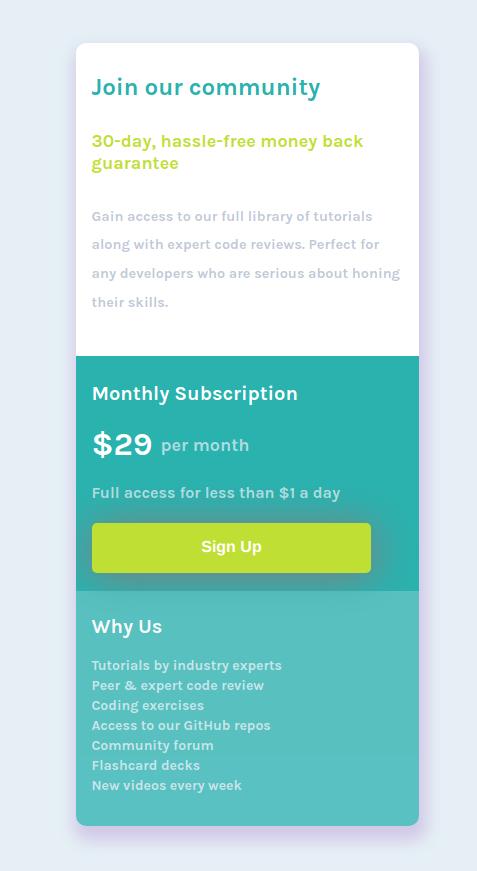 Join our community
30-day, hassle-free money back
guarantee
Gain access to our full library of tutorials
along with expert code reviews. Perfect for
any developers who are serious about honing
their skills.
Monthly Subscription
$29 per month
Full access for less than $1 a day
Sign Up
Why Us
Tutorials by industry experts
Peer & expert code review
Coding exercises
Access to our GitHub repos
Community forum
Flashcard decks
New videos every week